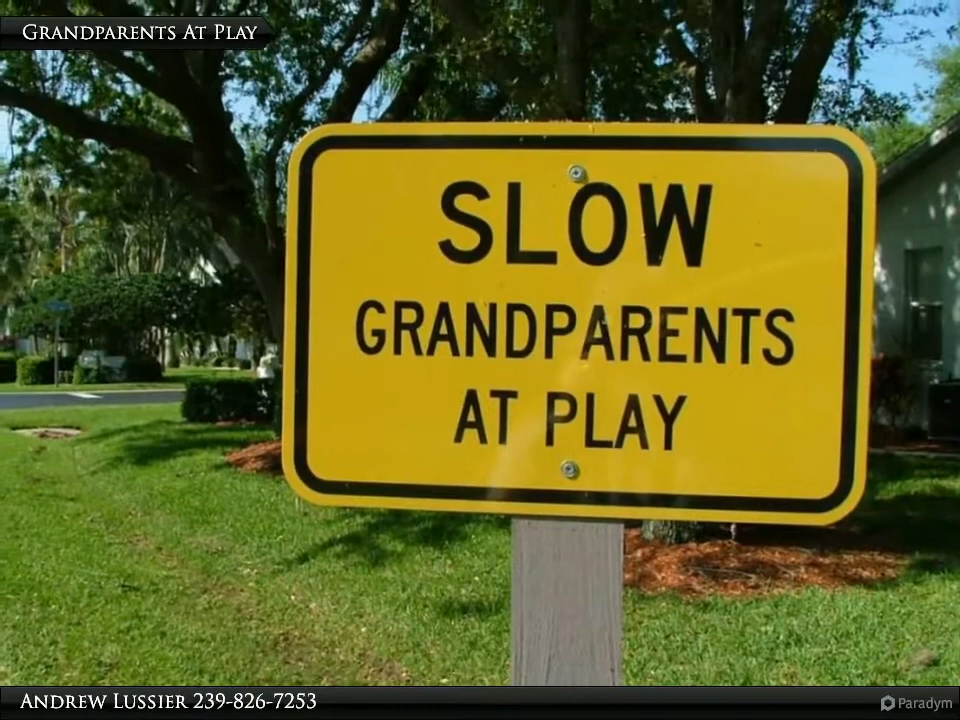 Grandparents At Play
SLOW
GRANDPARENTS
AT PLAY
Andrew Lussier 239-826-7253
Paradym